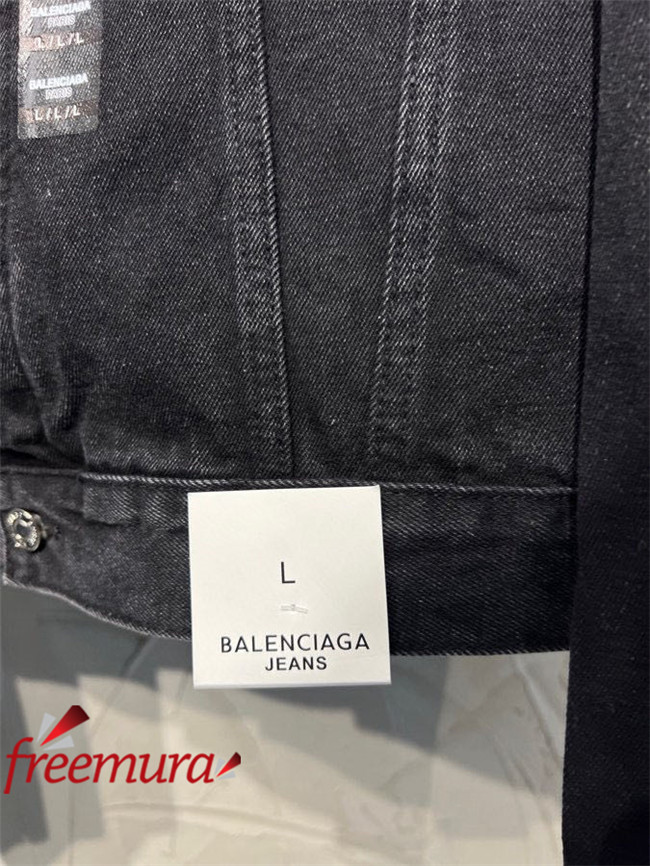 BALENCIAGA
L / L / L
BALENCIAGA
L / L / L
L
BALENCIAGA
JEANS
freemura